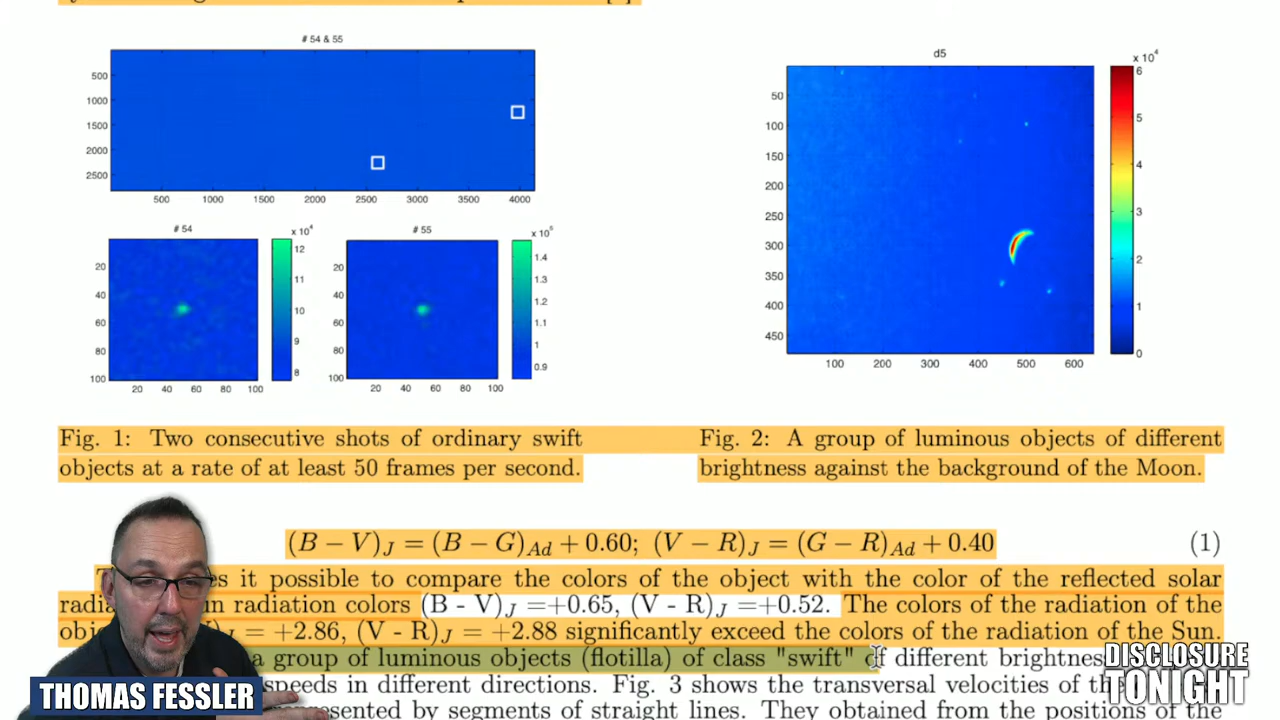 # 54 & 55
500
1000
1500
2000
2500
500 1000 1500 2000 2500 3000 3500 4000
# 54
x 10⁴
20
40
60
80
100
20 40 60 80 100
12
11
10
9
8
# 55
x 10⁵
20
40
60
80
100
20 40 60 80 100
1.4
1.3
1.2
1.1
1
0.9
d5
x 10⁴
50
100
150
200
250
300
350
400
450
100 200 300 400 500 600
6
5
4
3
2
1
0
Fig. 1: Two consecutive shots of ordinary swift
objects at a rate of at least 50 frames per second.
Fig. 2: A group of luminous objects of different
brightness against the background of the Moon.
(B − V)J = (B − G)Ad + 0.60; (V − R)J = (G − R)Ad + 0.40 (1)
it possible to compare the colors of the object with the color of the reflected solar
radiation colors (B - V)J =+0.65, (V - R)J =+0.52. The colors of the radiation of the
= +2.86, (V - R)J = +2.88 significantly exceed the colors of the radiation of the Sun.
a group of luminous objects (flotilla) of class "swift" of different brightness
speeds in different directions. Fig. 3 shows the transversal velocities of
by segments of straight lines. They obtained from the positions of the
THOMAS FESSLER
DISCLOSURE
TONIGHT